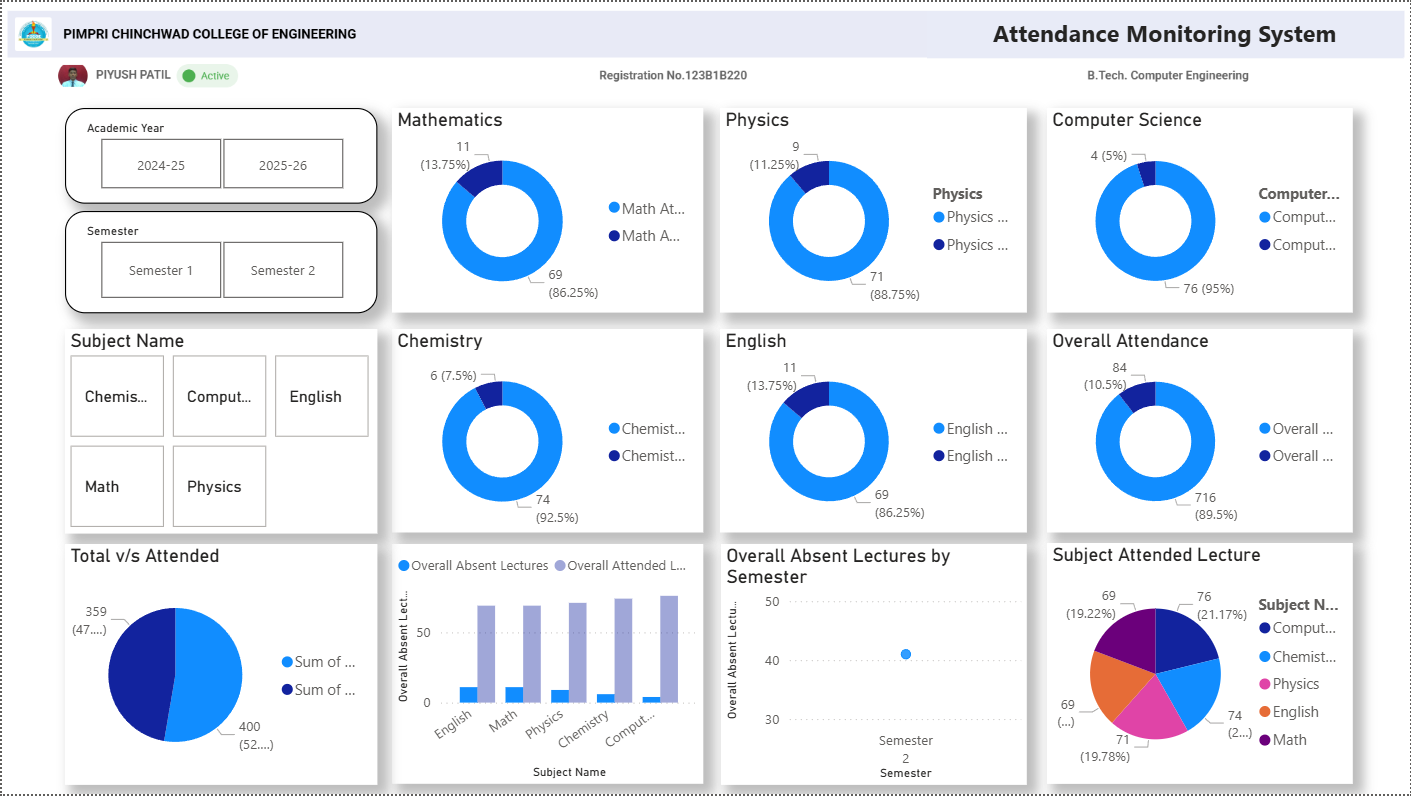 PIMPRI CHINCHWAD COLLEGE OF ENGINEERING
Attendance Monitoring System
PIYUSH PATIL
Active
Registration No.123B1B220
B.Tech. Computer Engineering
Academic Year
2024-25
2025-26
Semester
Semester 1
Semester 2
Mathematics
11
(13.75%)
69
(86.25%)
Math At...
Math A...
Physics
9
(11.25%)
71
(88.75%)
Physics
Physics ...
Physics ...
Computer Science
4 (5%)
76 (95%)
Computer...
Comput...
Comput...
Subject Name
Chemis...
Comput...
English
Math
Physics
Chemistry
6 (7.5%)
74
(92.5%)
Chemist...
Chemist...
English
11
(13.75%)
69
(86.25%)
English ...
English ...
Overall Attendance
84
(10.5%)
716
(89.5%)
Overall ...
Overall ...
Total v/s Attended
359
(47....)
400
(52....)
Sum of ...
Sum of ...
Overall Absent Lectures
Overall Attended L...
Overall Absent Lect...
50
0
English
Math
Physics
Chemistry
Comput...
Subject Name
Overall Absent Lectures by
Semester
Overall Absent Lectu...
50
40
30
Semester
2
Semester
Subject Attended Lecture
69
(19.22%)
76
(21.17%)
69
(...)
71
(19.78%)
74
(2...)
Subject N...
Comput...
Chemist...
Physics
English
Math